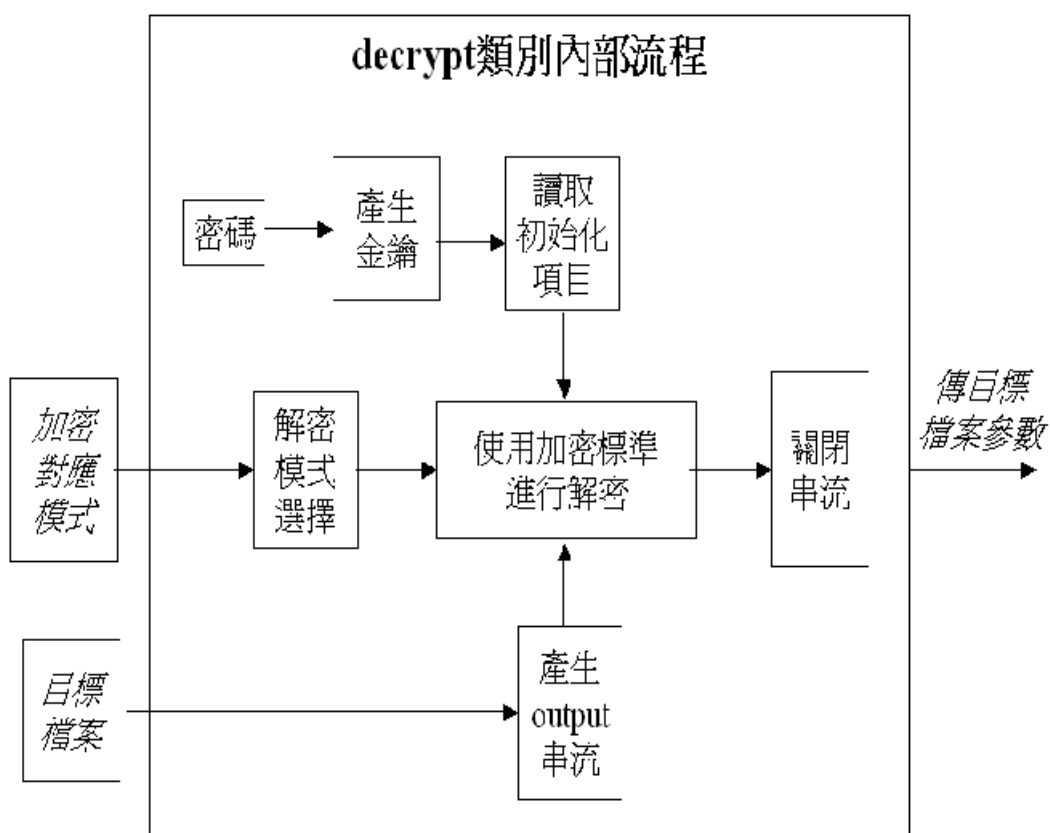 decrypt類別內部流程
密碼
產生
金鑰
讀取
初始化
項目
加密
對應
模式
解密
模式
選擇
使用加密標準
進行解密
關閉
串流
傳目標
檔案參數
目標
檔案
產生
output
串流